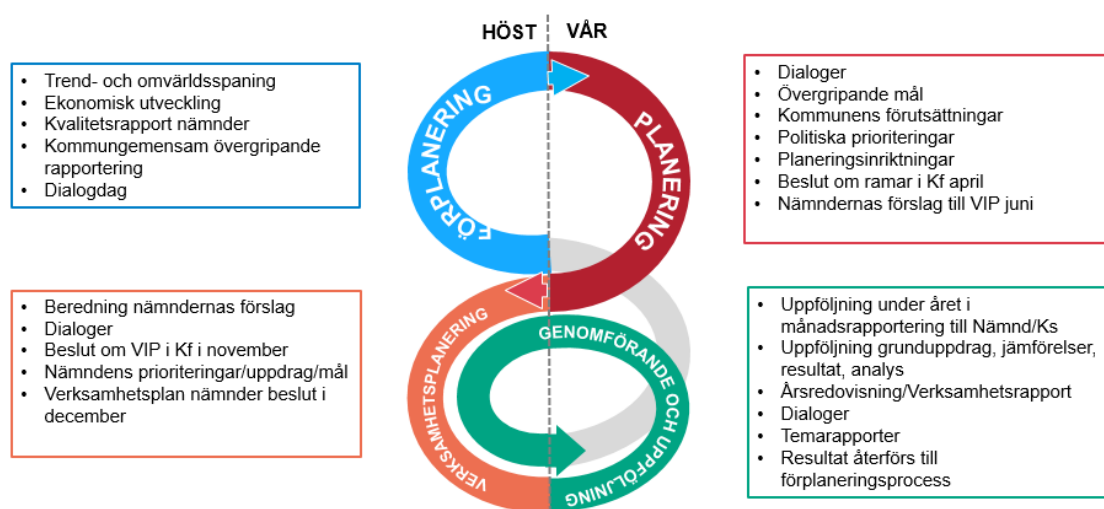 HÖST
VÅR
• Trend- och omvärldsspaning
• Ekonomisk utveckling
• Kvalitetsrapport nämnder
• Kommungemensam övergripande
rapportering
• Dialogdag
FÖRPLANERING
PLANERING
• Dialoger
• Övergripande mål
• Kommunens förutsättningar
• Politiska prioriteringar
• Planeringsinriktningar
• Beslut om ramar i Kf april
• Nämndernas förslag till VIP juni
• Beredning nämndernas förslag
• Dialoger
• Beslut om VIP i Kf i november
• Nämndens prioriteringar/uppdrag/mål
• Verksamhetsplan nämnder beslut i
december
VERKSAMHETSPLANERING
GENOMFÖRANDE OCH UPPFÖLJNING
• Uppföljning under året i
månadsrapportering till Nämnd/Ks
• Uppföljning grunduppdrag, jämförelser,
resultat, analys
• Årsredovisning/Verksamhetsrapport
• Dialoger
• Temarapporter
• Resultat återförs till
förplaneringsprocess